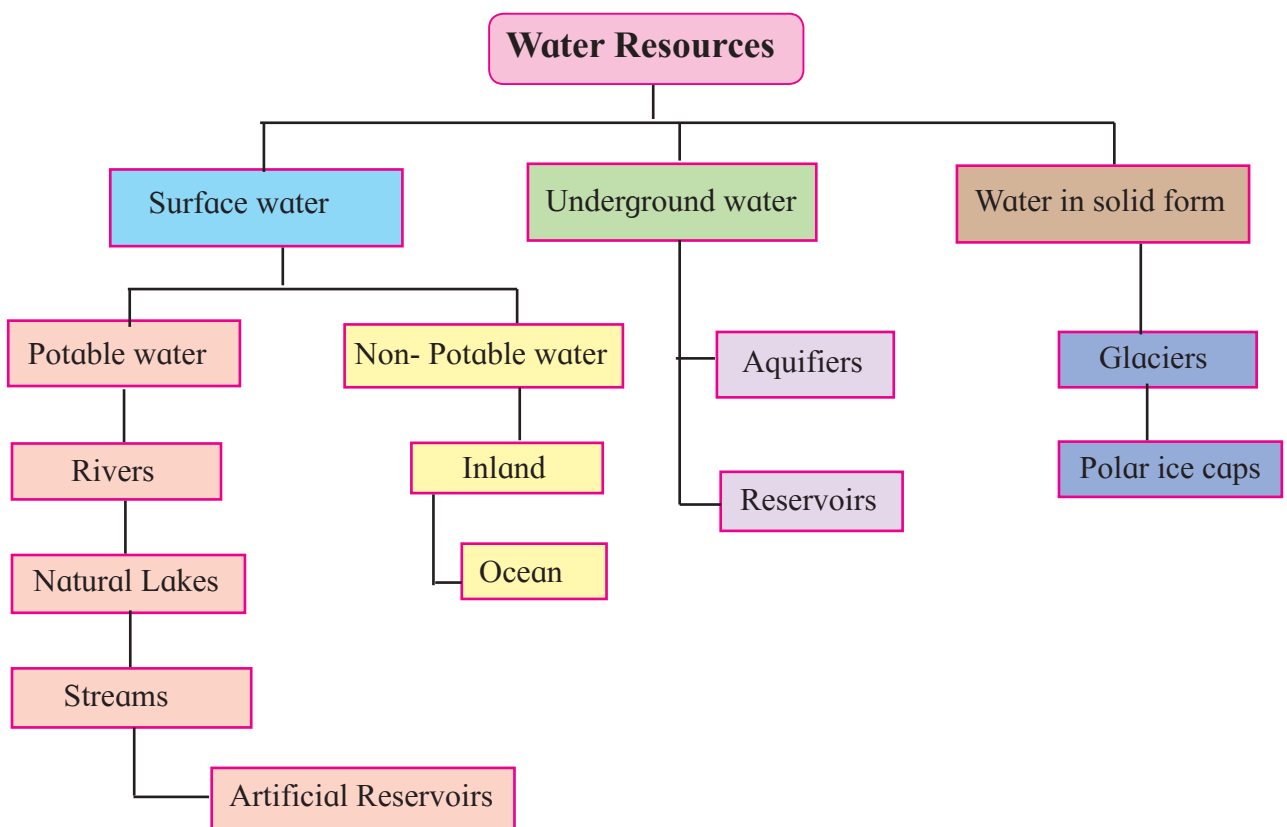 Water Resources
Surface water
Underground water
Water in solid form
Potable water
Non- Potable water
Aquifiers
Glaciers
Rivers
Inland
Reservoirs
Polar ice caps
Natural Lakes
Ocean
Streams
Artificial Reservoirs